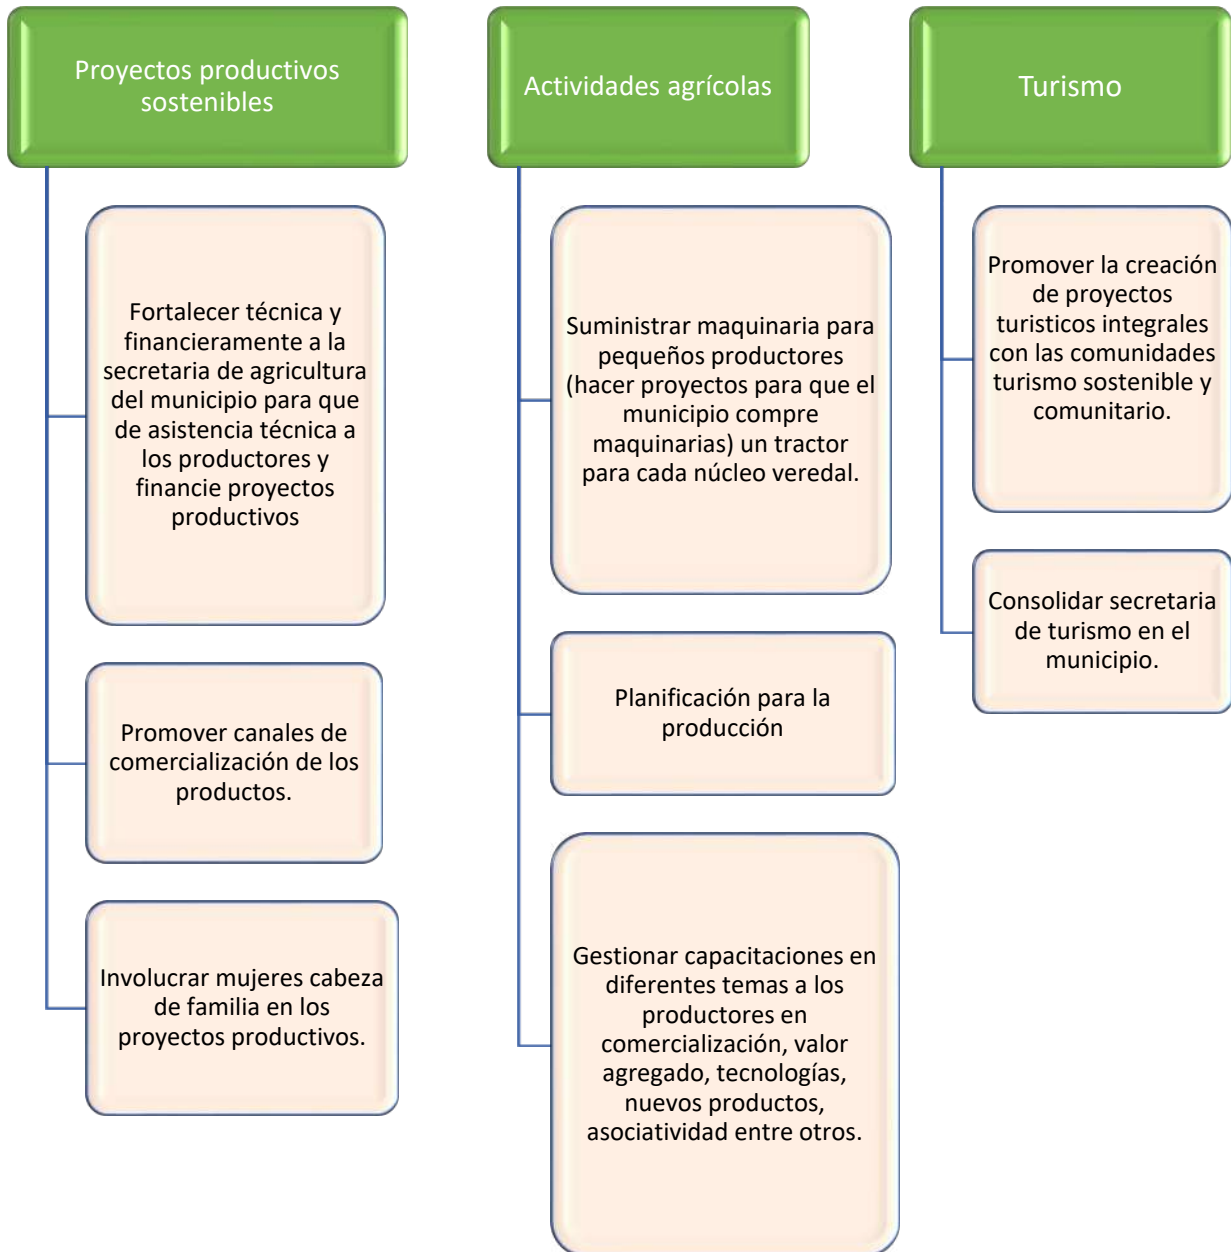 Proyectos productivos
sostenibles
Fortalecer técnica y
financieramente a la
secretaria de agricultura
del municipio para que
de asistencia técnica a
los productores y
financie proyectos
productivos
Promover canales de
comercialización de los
productos.
Involucrar mujeres cabeza
de familia en los
proyectos productivos.
Actividades agrícolas
Suministrar maquinaria para
pequeños productores
(hacer proyectos para que el
municipio compre
maquinarias) un tractor
para cada núcleo veredal.
Planificación para la
producción
Gestionar capacitaciones en
diferentes temas a los
productores en
comercialización, valor
agregado, tecnologías,
nuevos productos,
asociatividad entre otros.
Turismo
Promover la creación
de proyectos
turisticos integrales
con las comunidades
turismo sostenible y
comunitario.
Consolidar secretaria
de turismo en el
municipio.